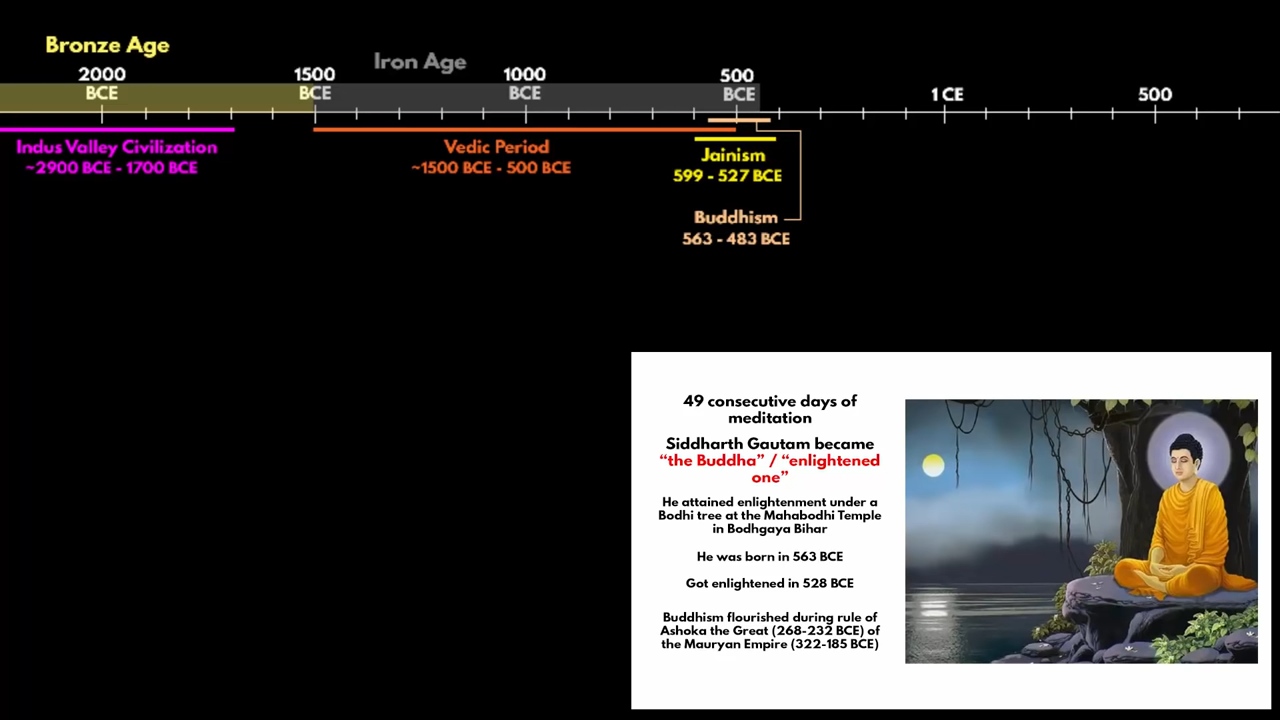 Bronze Age
Iron Age
2000
BCE
1500
BCE
1000
BCE
500
BCE
1 CE
500
Indus Valley Civilization
~2900 BCE - 1700 BCE
Vedic Period
~1500 BCE - 500 BCE
Jainism
599 - 527 BCE
Buddhism
563 - 483 BCE
49 consecutive days of
meditation
Siddharth Gautam became
“the Buddha” / “enlightened
one”
He attained enlightenment under a
Bodhi tree at the Mahabodhi Temple
in Bodhgaya Bihar
He was born in 563 BCE
Got enlightened in 528 BCE
Buddhism flourished during rule of
Ashoka the Great (268-232 BCE) of
the Mauryan Empire (322-185 BCE)